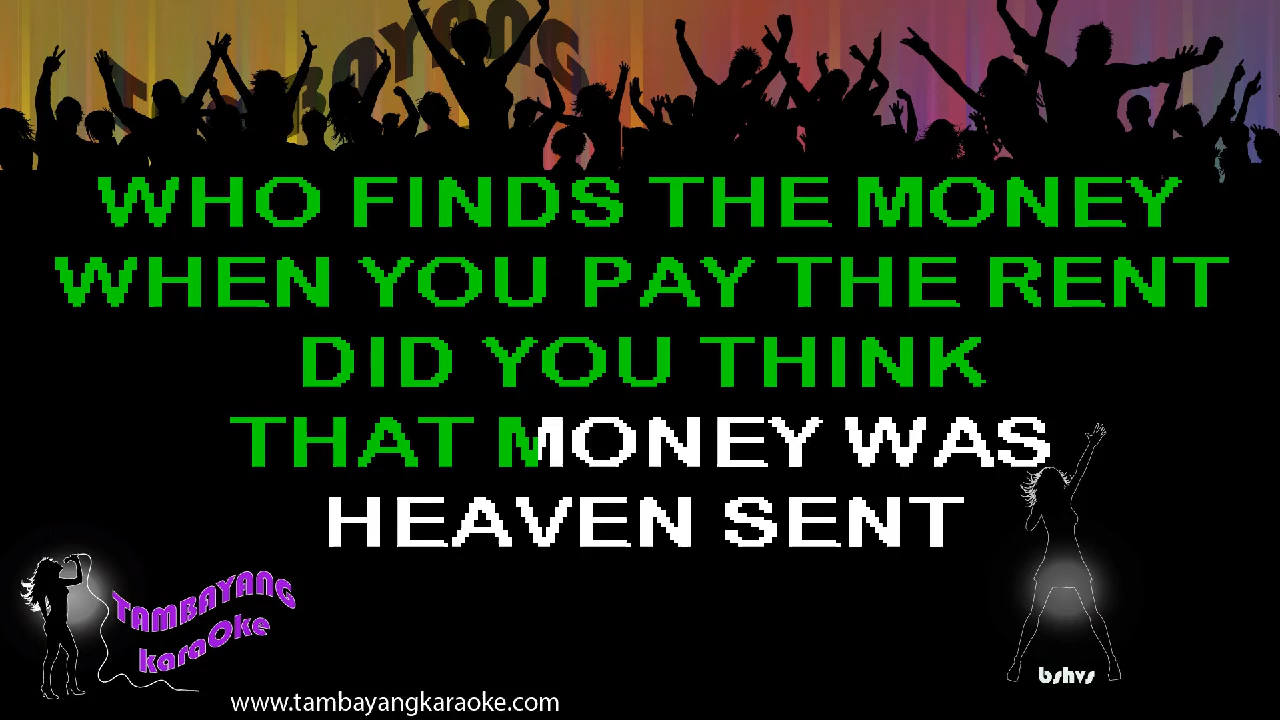 TAMBAYANG
WHO FINDS THE MONEY
WHEN YOU PAY THE RENT
DID YOU THINK
THAT MONEY WAS
HEAVEN SENT
TAMBAYANG
karaOke
bshvs
www.tambayangkaraoke.com